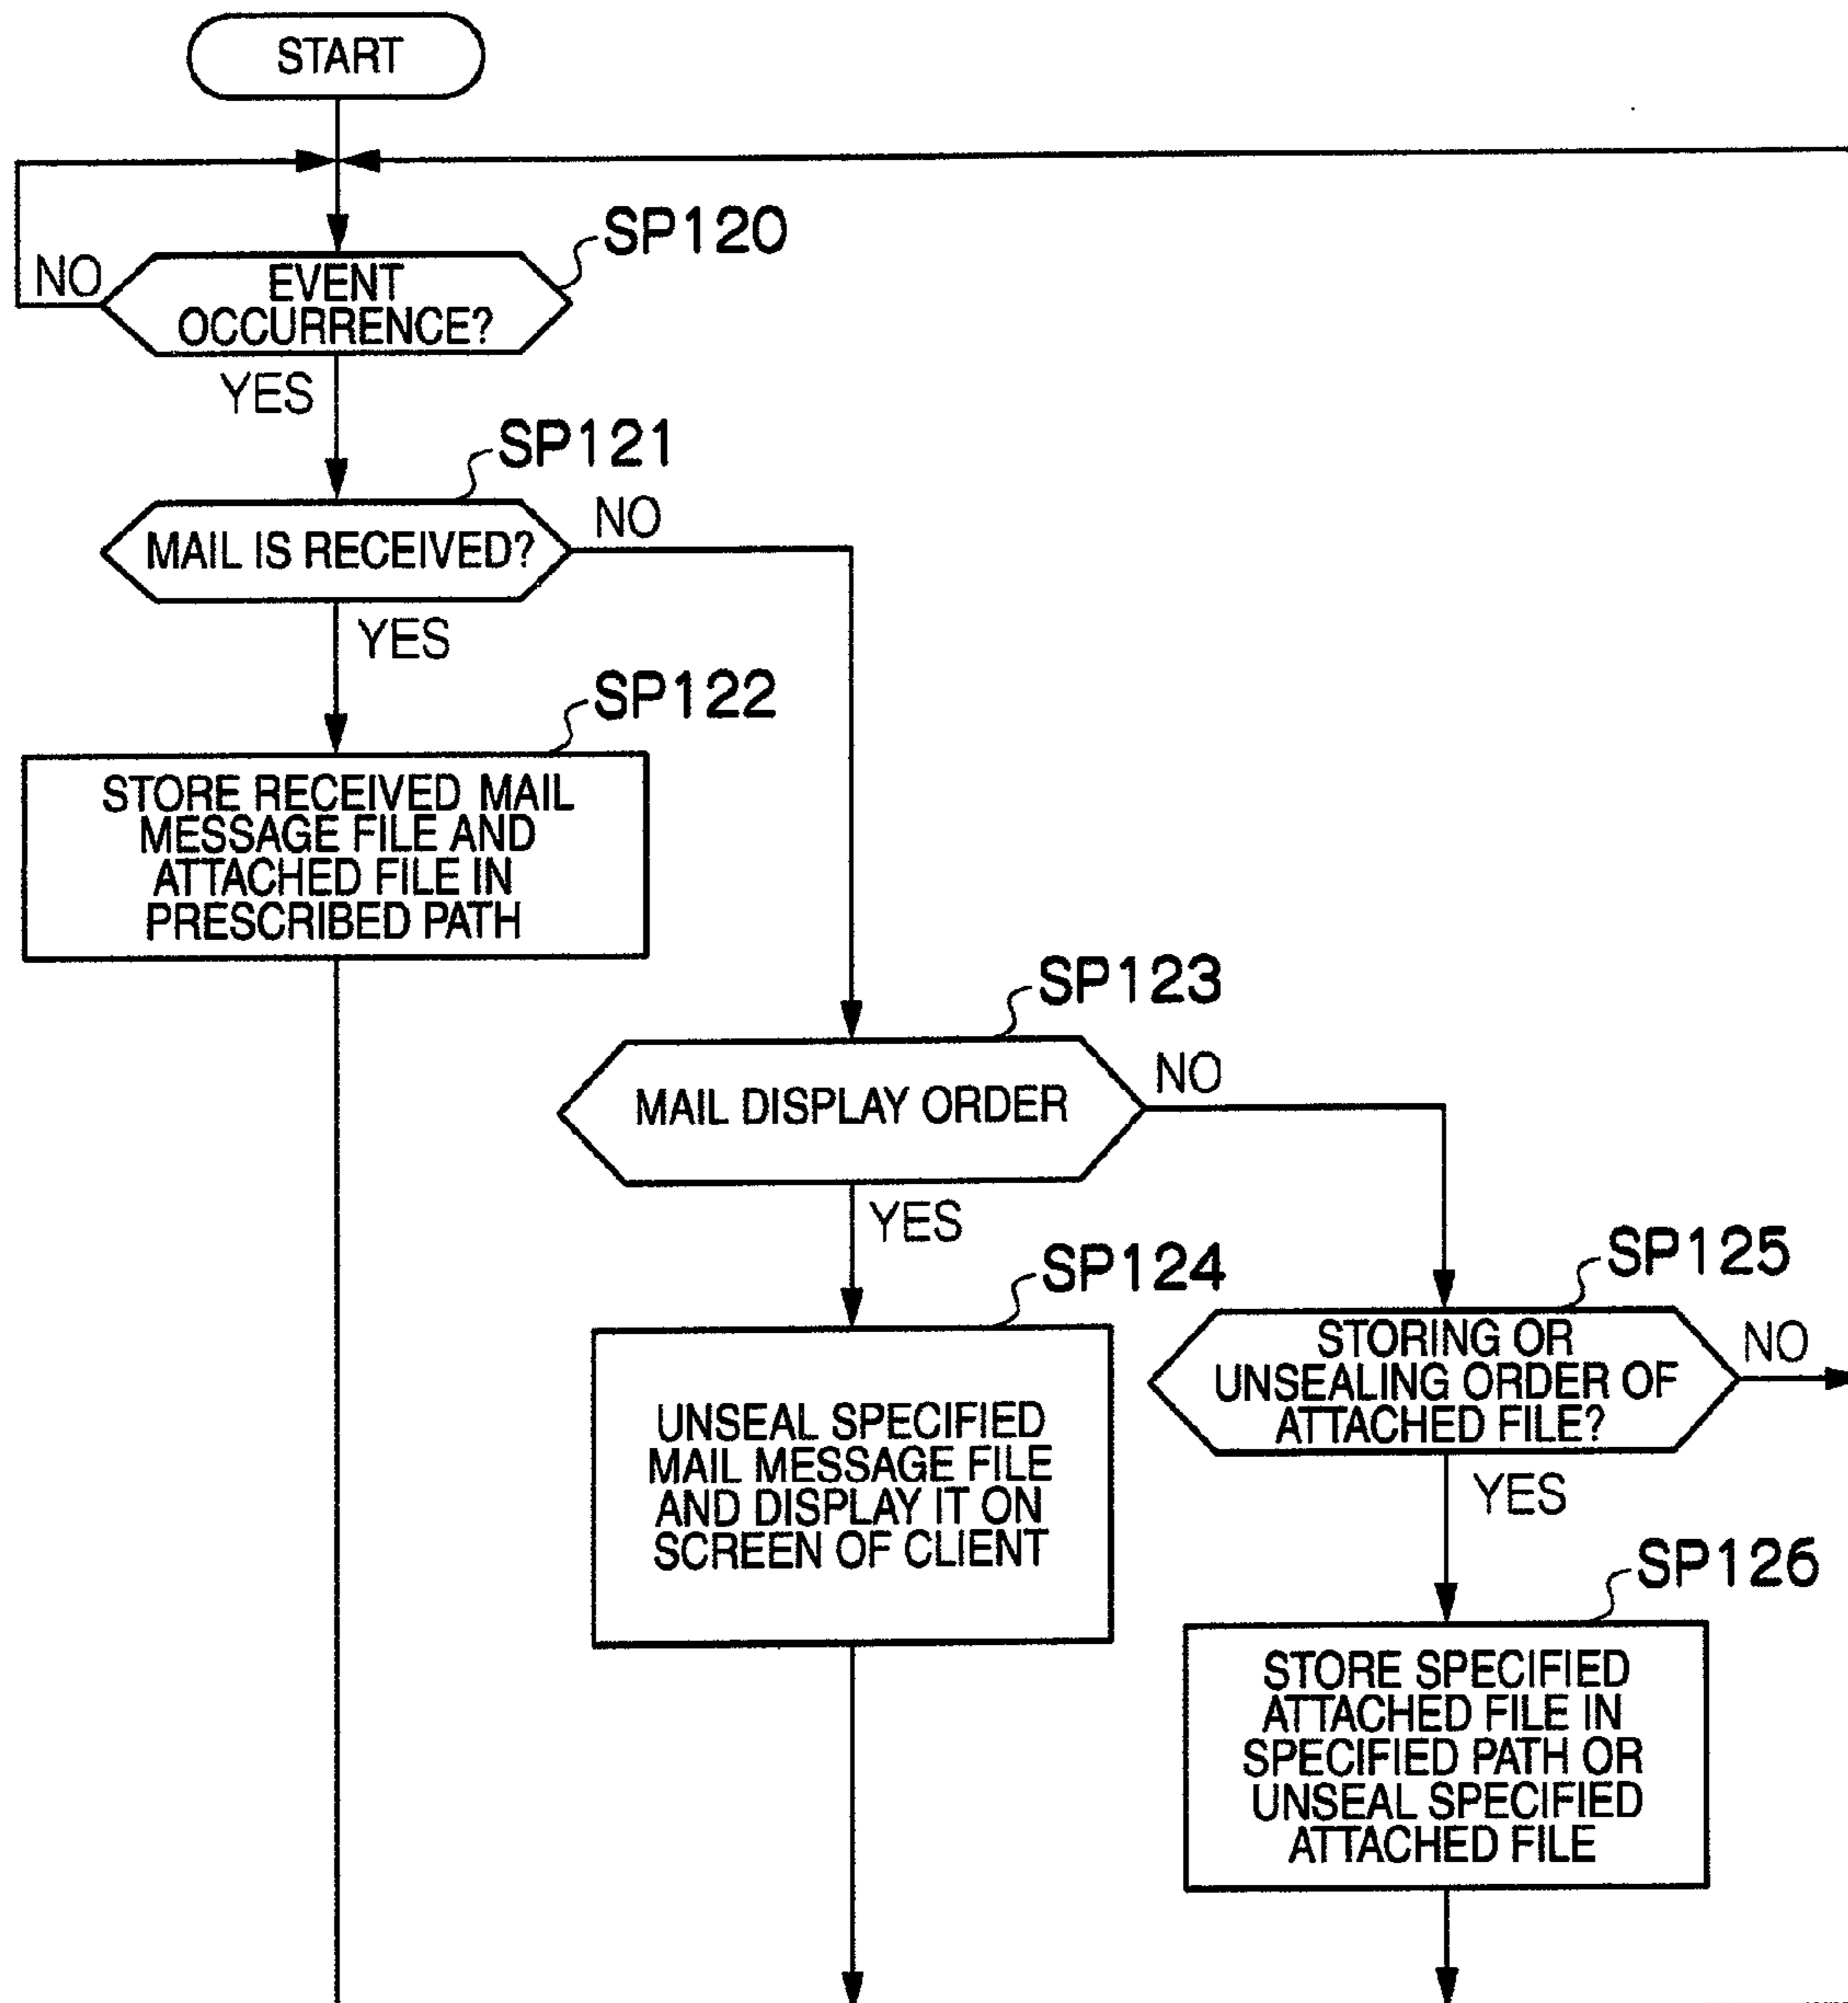 START
SP120
NO
EVENT
OCCURRENCE?
YES
SP121
NO
MAIL IS RECEIVED?
YES
SP122
STORE RECEIVED MAIL
MESSAGE FILE AND
ATTACHED FILE IN
PRESCRIBED PATH
SP123
NO
MAIL DISPLAY ORDER
YES
SP124
UNSEAL SPECIFIED
MAIL MESSAGE FILE
AND DISPLAY IT ON
SCREEN OF CLIENT
SP125
STORING OR
UNSEALING ORDER OF
ATTACHED FILE?
NO
YES
SP126
STORE SPECIFIED
ATTACHED FILE IN
SPECIFIED PATH OR
UNSEAL SPECIFIED
ATTACHED FILE